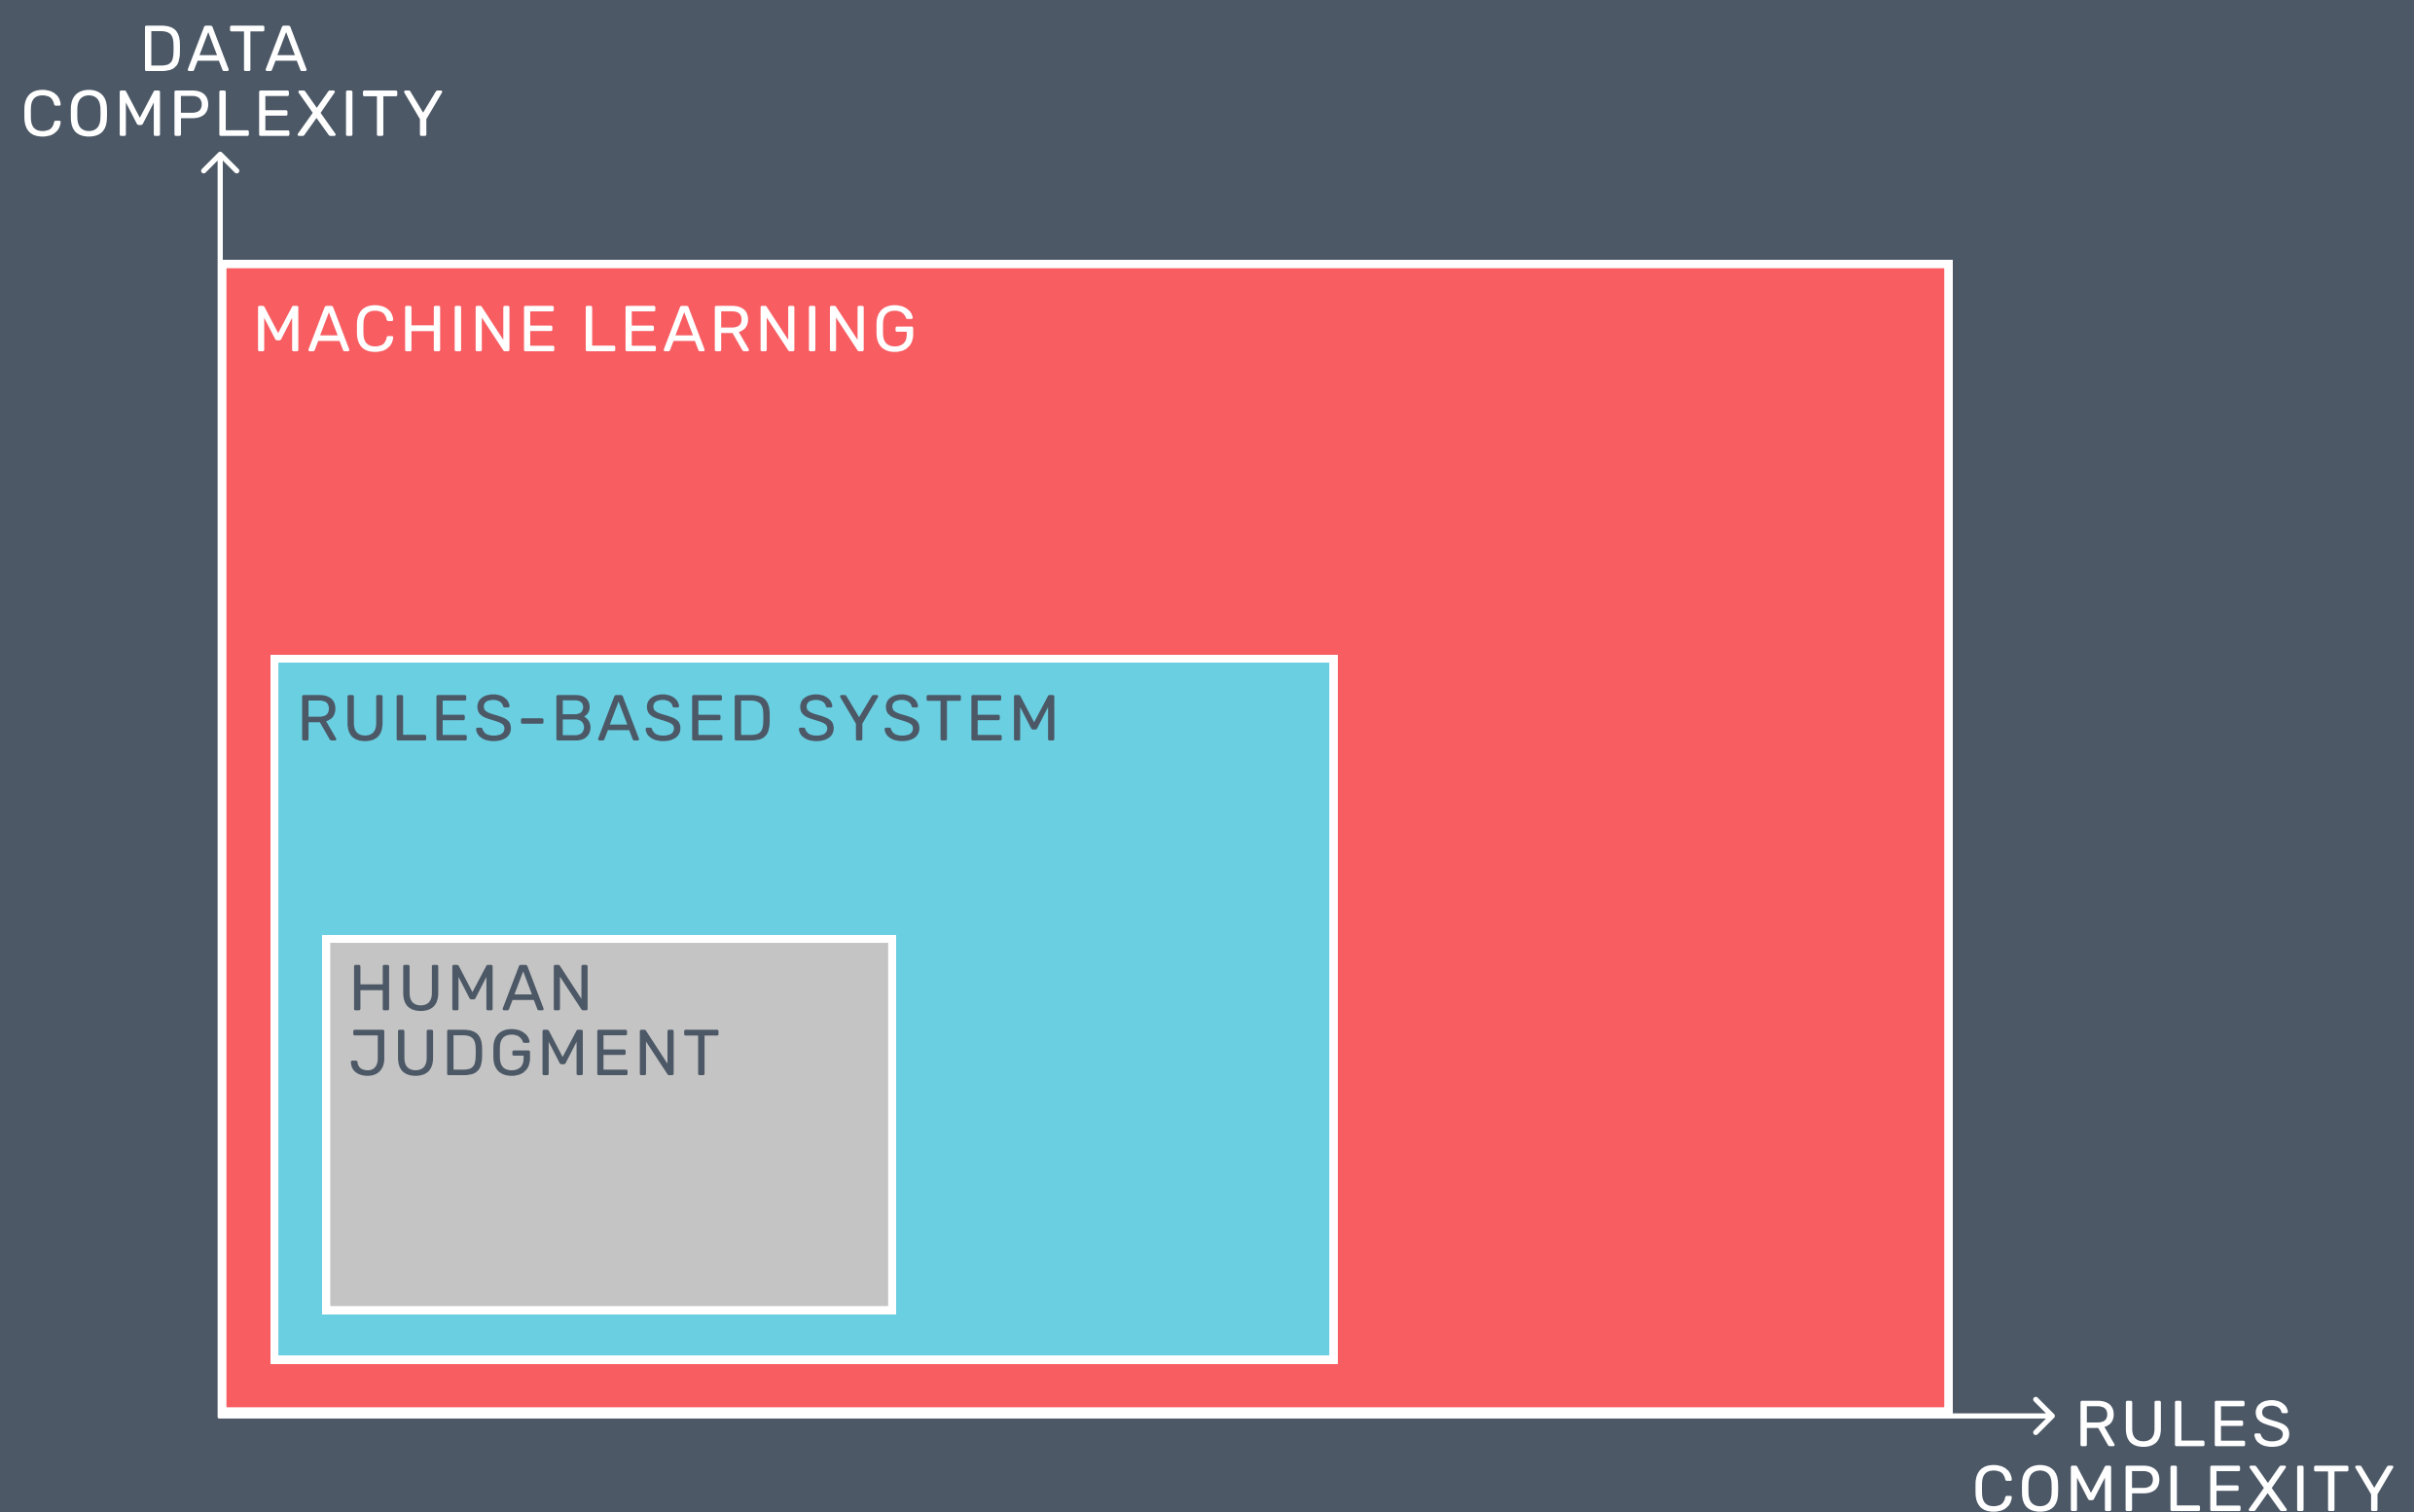 DATA
COMPLEXITY
MACHINE LEARNING
RULES-BASED SYSTEM
HUMAN
JUDGMENT
RULES
COMPLEXITY